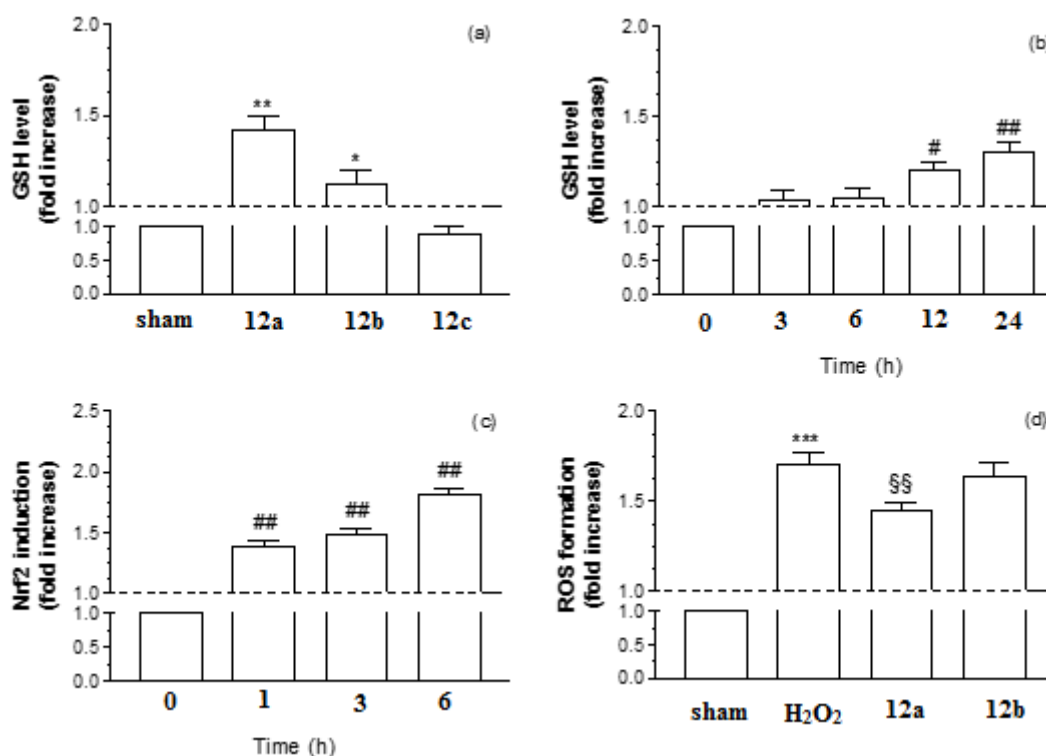 (a)
GSH level
(fold increase)
2.0
1.5
1.0
1.0
0.5
0.0
**
*
sham 12a 12b 12c
(b)
GSH level
(fold increase)
2.0
1.5
1.0
1.0
0.5
0.0
#
##
0 3 6 12 24
Time (h)
(c)
Nrf2 induction
(fold increase)
2.5
2.0
1.5
1.0
1.0
0.5
0.0
##
##
##
0 1 3 6
Time (h)
(d)
ROS formation
(fold increase)
2.0
1.5
1.0
1.0
0.5
0.0
***
§§
sham H₂O₂ 12a 12b